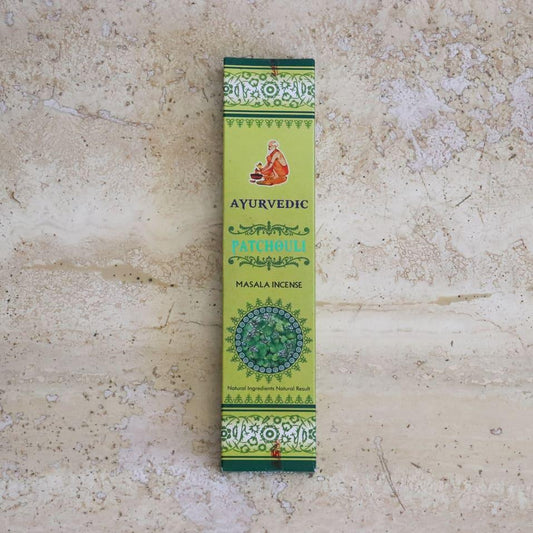 AYURVEDIC
PATCHOULI
MASALA INCENSE
Natural Ingredients Natural Result